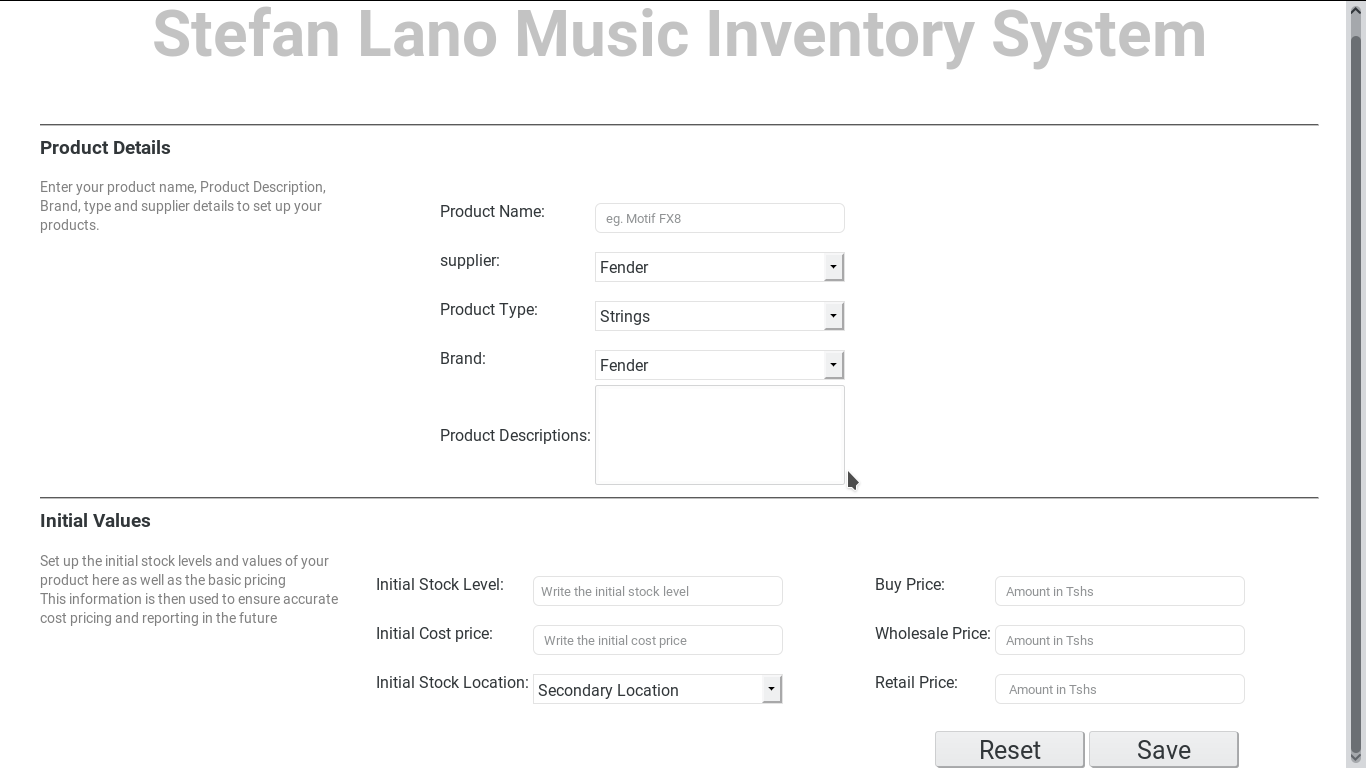 Stefan Lano Music Inventory System
Product Details
Enter your product name, Product Description,
Brand, type and supplier details to set up your
products.
Product Name: eg. Motif FX8
supplier: Fender
Product Type: Strings
Brand: Fender
Product Descriptions:
Initial Values
Set up the initial stock levels and values of your
product here as well as the basic pricing
This information is then used to ensure accurate
cost pricing and reporting in the future
Initial Stock Level: Write the initial stock level
Initial Cost price: Write the initial cost price
Initial Stock Location: Secondary Location
Buy Price: Amount in Tshs
Wholesale Price: Amount in Tshs
Retail Price: Amount in Tshs
Reset Save